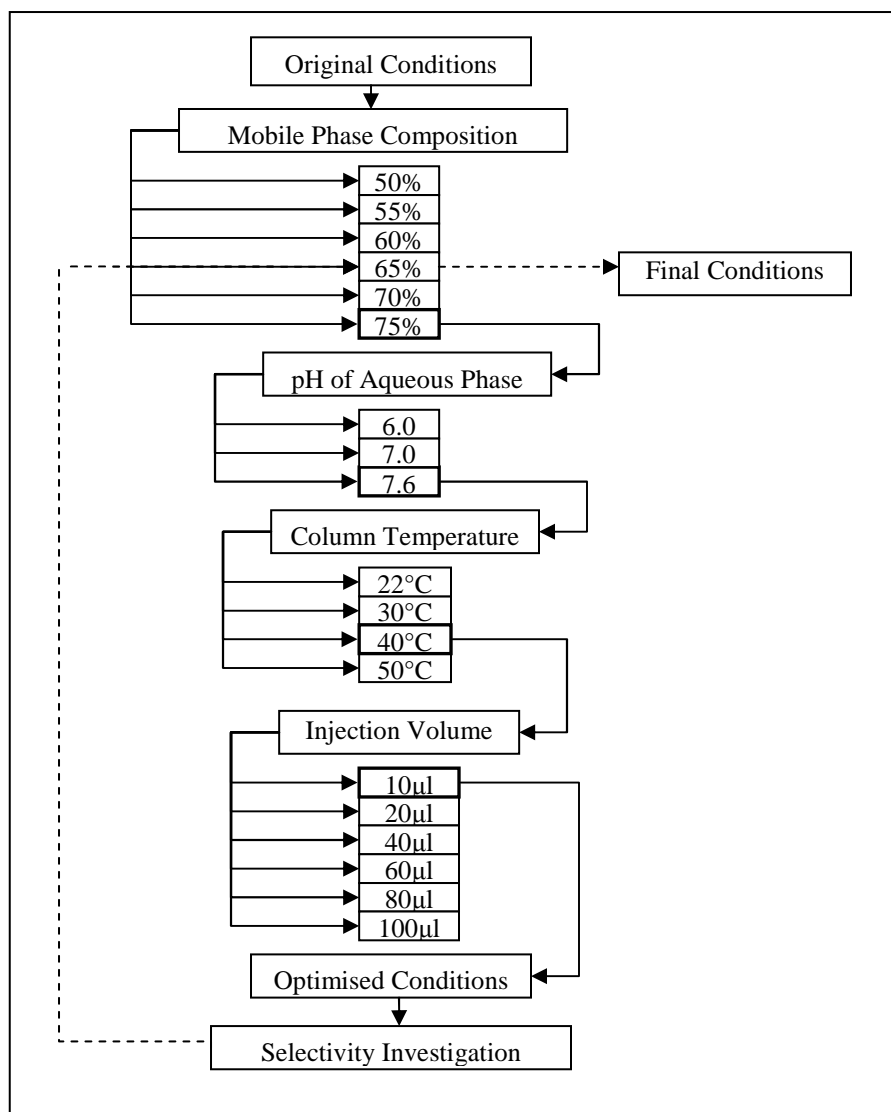 Original Conditions
Mobile Phase Composition
50%
55%
60%
65%
Final Conditions
70%
75%
pH of Aqueous Phase
6.0
7.0
7.6
Column Temperature
22°C
30°C
40°C
50°C
Injection Volume
10µl
20µl
40µl
60µl
80µl
100µl
Optimised Conditions
Selectivity Investigation